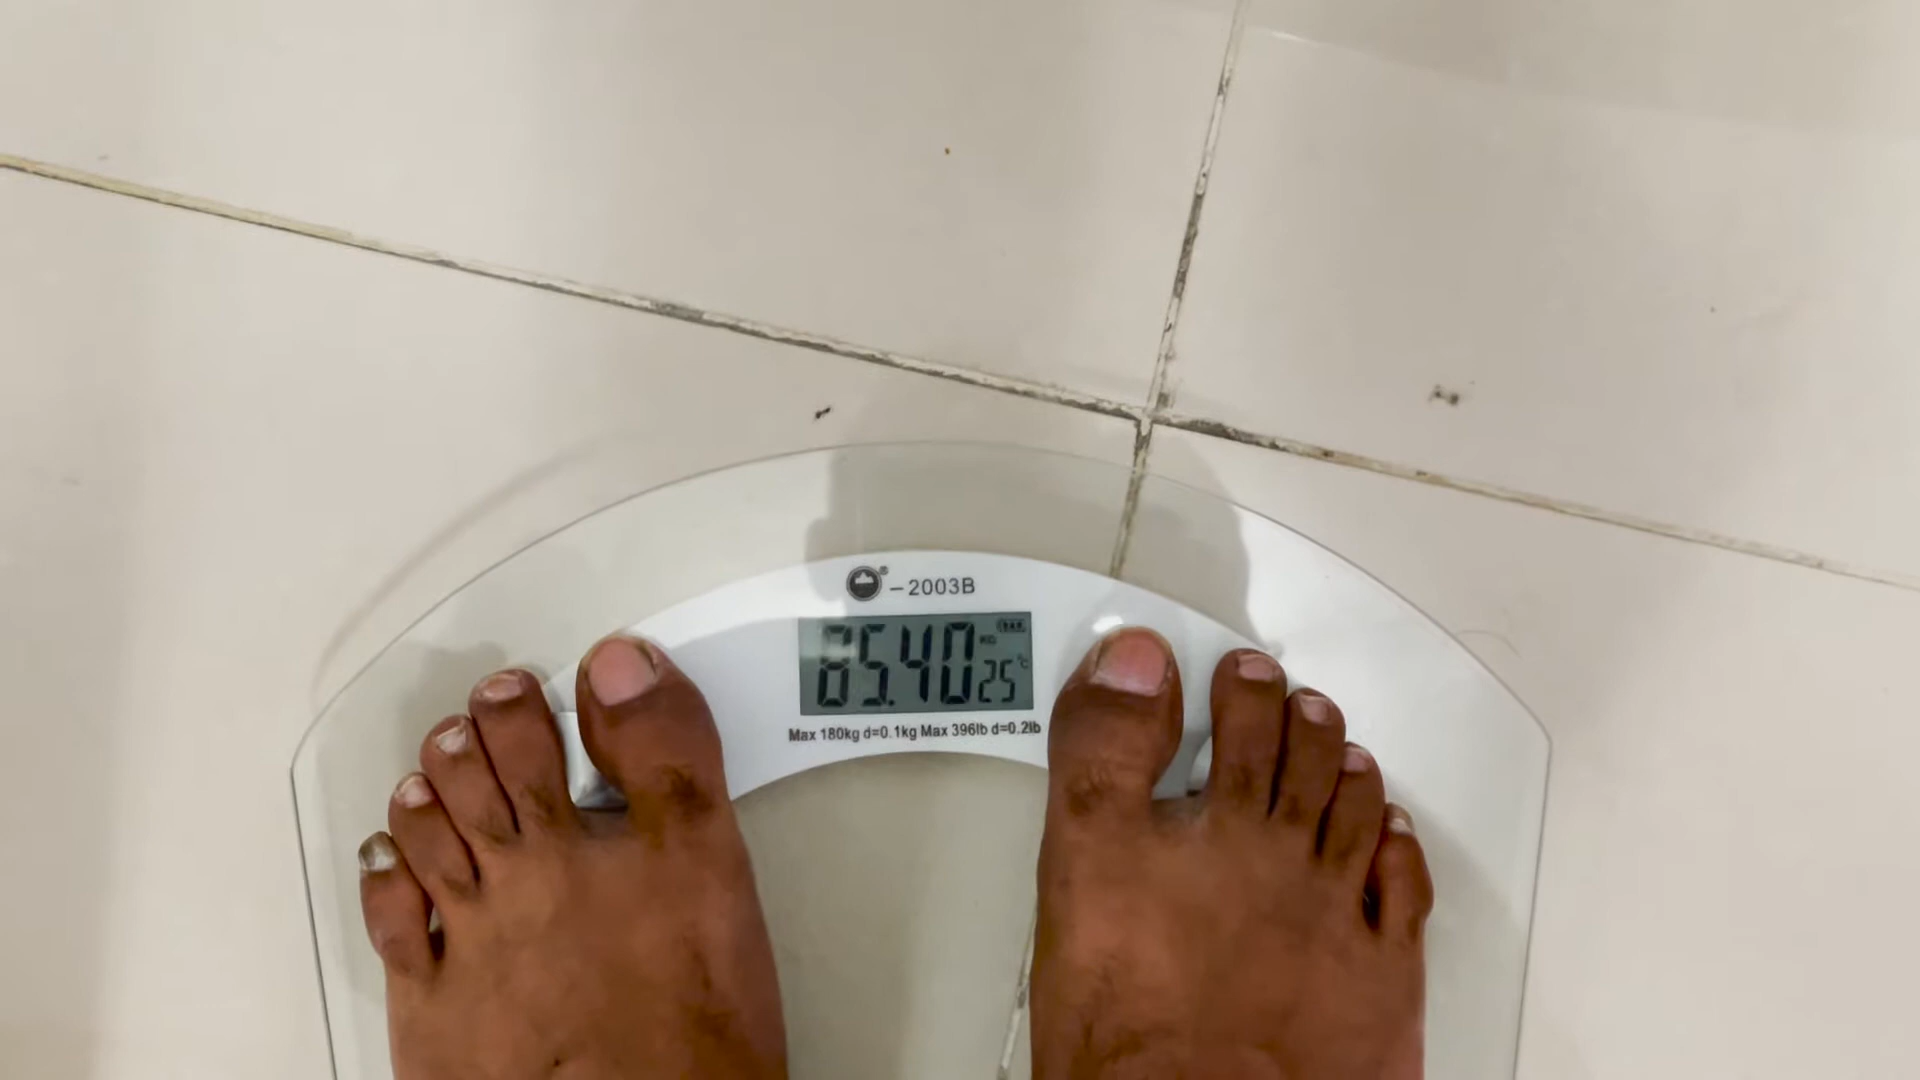 ®
–2003B
85.40 KG
25°C
Max 180kg d=0.1kg Max 396lb d=0.2lb